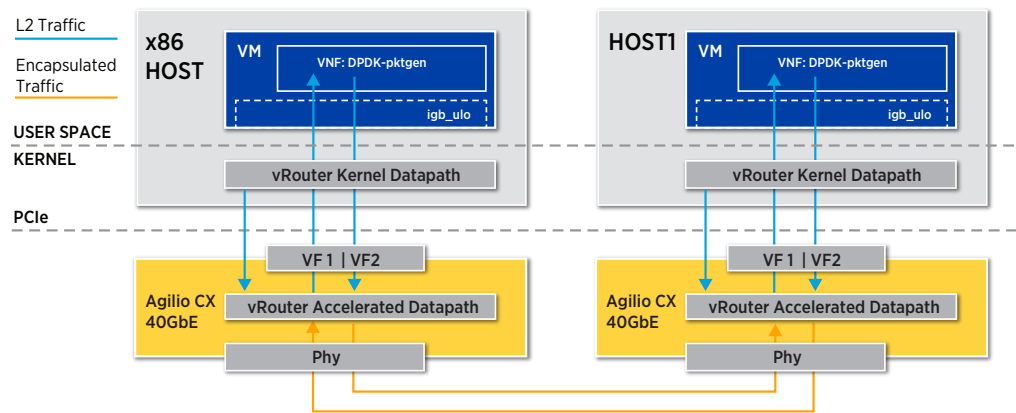 L2 Traffic
Encapsulated
Traffic
USER SPACE
KERNEL
PCIe
x86
HOST
VM
VNF: DPDK-pktgen
igb_ulo
vRouter Kernel Datapath
VF 1 | VF2
Agilio CX
40GbE
vRouter Accelerated Datapath
Phy
HOST1
VM
VNF: DPDK-pktgen
igb_ulo
vRouter Kernel Datapath
VF 1 | VF2
Agilio CX
40GbE
vRouter Accelerated Datapath
Phy